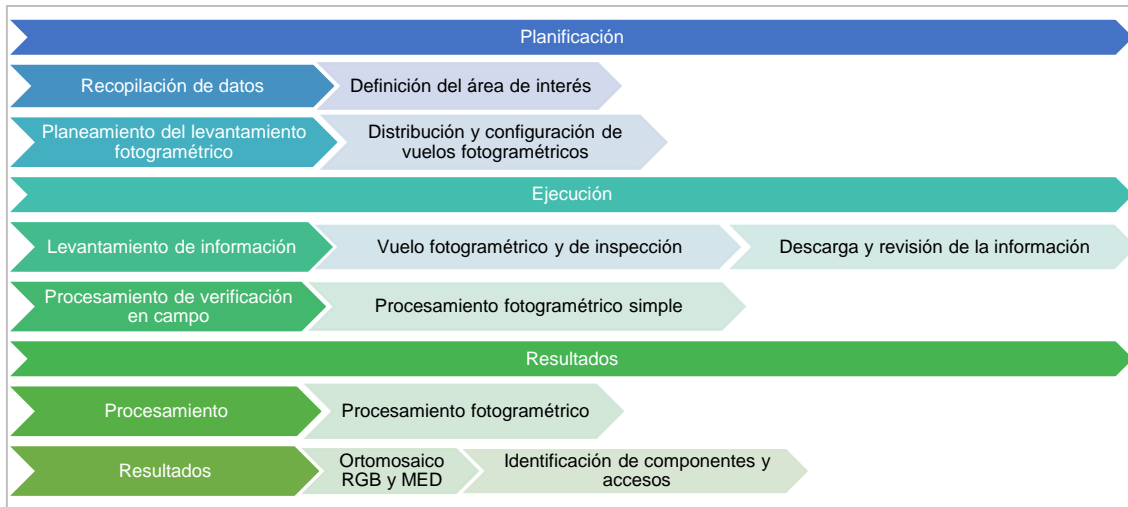 Planificación
Recopilación de datos
Definición del área de interés
Planeamiento del levantamiento
fotogramétrico
Distribución y configuración de
vuelos fotogramétricos
Ejecución
Levantamiento de información
Vuelo fotogramétrico y de inspección
Descarga y revisión de la información
Procesamiento de verificación
en campo
Procesamiento fotogramétrico simple
Resultados
Procesamiento
Procesamiento fotogramétrico
Resultados
Ortomosaico
RGB y MED
Identificación de componentes y
accesos